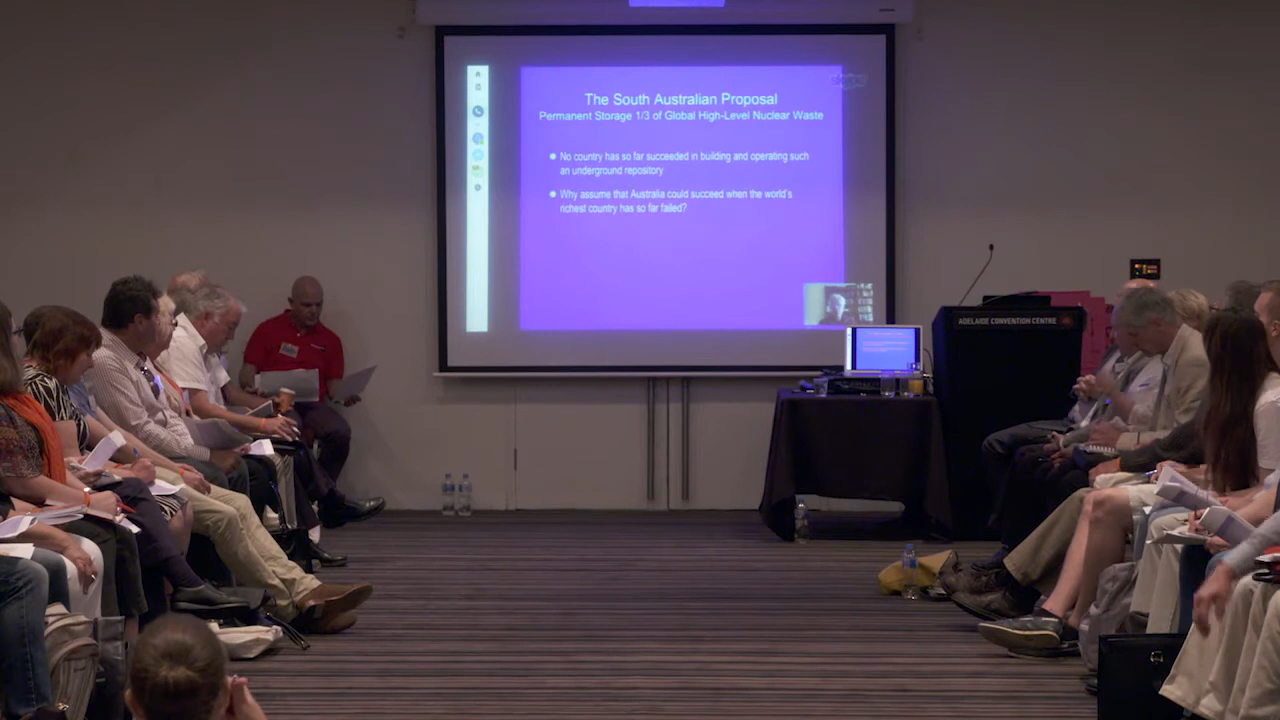 skype
The South Australian Proposal
Permanent Storage 1/3 of Global High-Level Nuclear Waste
No country has so far succeeded in building and operating such
an underground repository
Why assume that Australia could succeed when the world's
richest country has so far failed?
ADELAIDE CONVENTION CENTRE